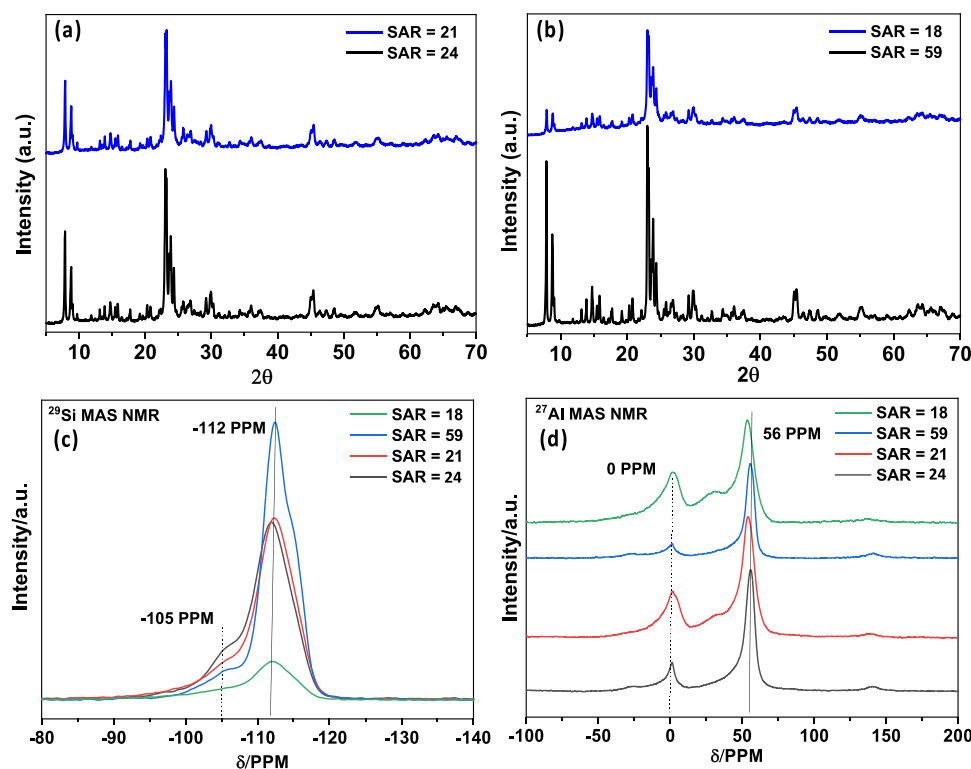 (a)
SAR = 21
SAR = 24
Intensity (a.u.)
10 20 30 40 50 60 70
2θ
(b)
SAR = 18
SAR = 59
Intensity (a.u.)
10 20 30 40 50 60 70
2θ
²⁹Si MAS NMR
(c)
-112 PPM
-105 PPM
SAR = 18
SAR = 59
SAR = 21
SAR = 24
Intensity/a.u.
-80 -90 -100 -110 -120 -130 -140
δ/PPM
²⁷Al MAS NMR
(d)
0 PPM
56 PPM
SAR = 18
SAR = 59
SAR = 21
SAR = 24
Intensity/a.u.
-100 -50 0 50 100 150 200
δ/PPM